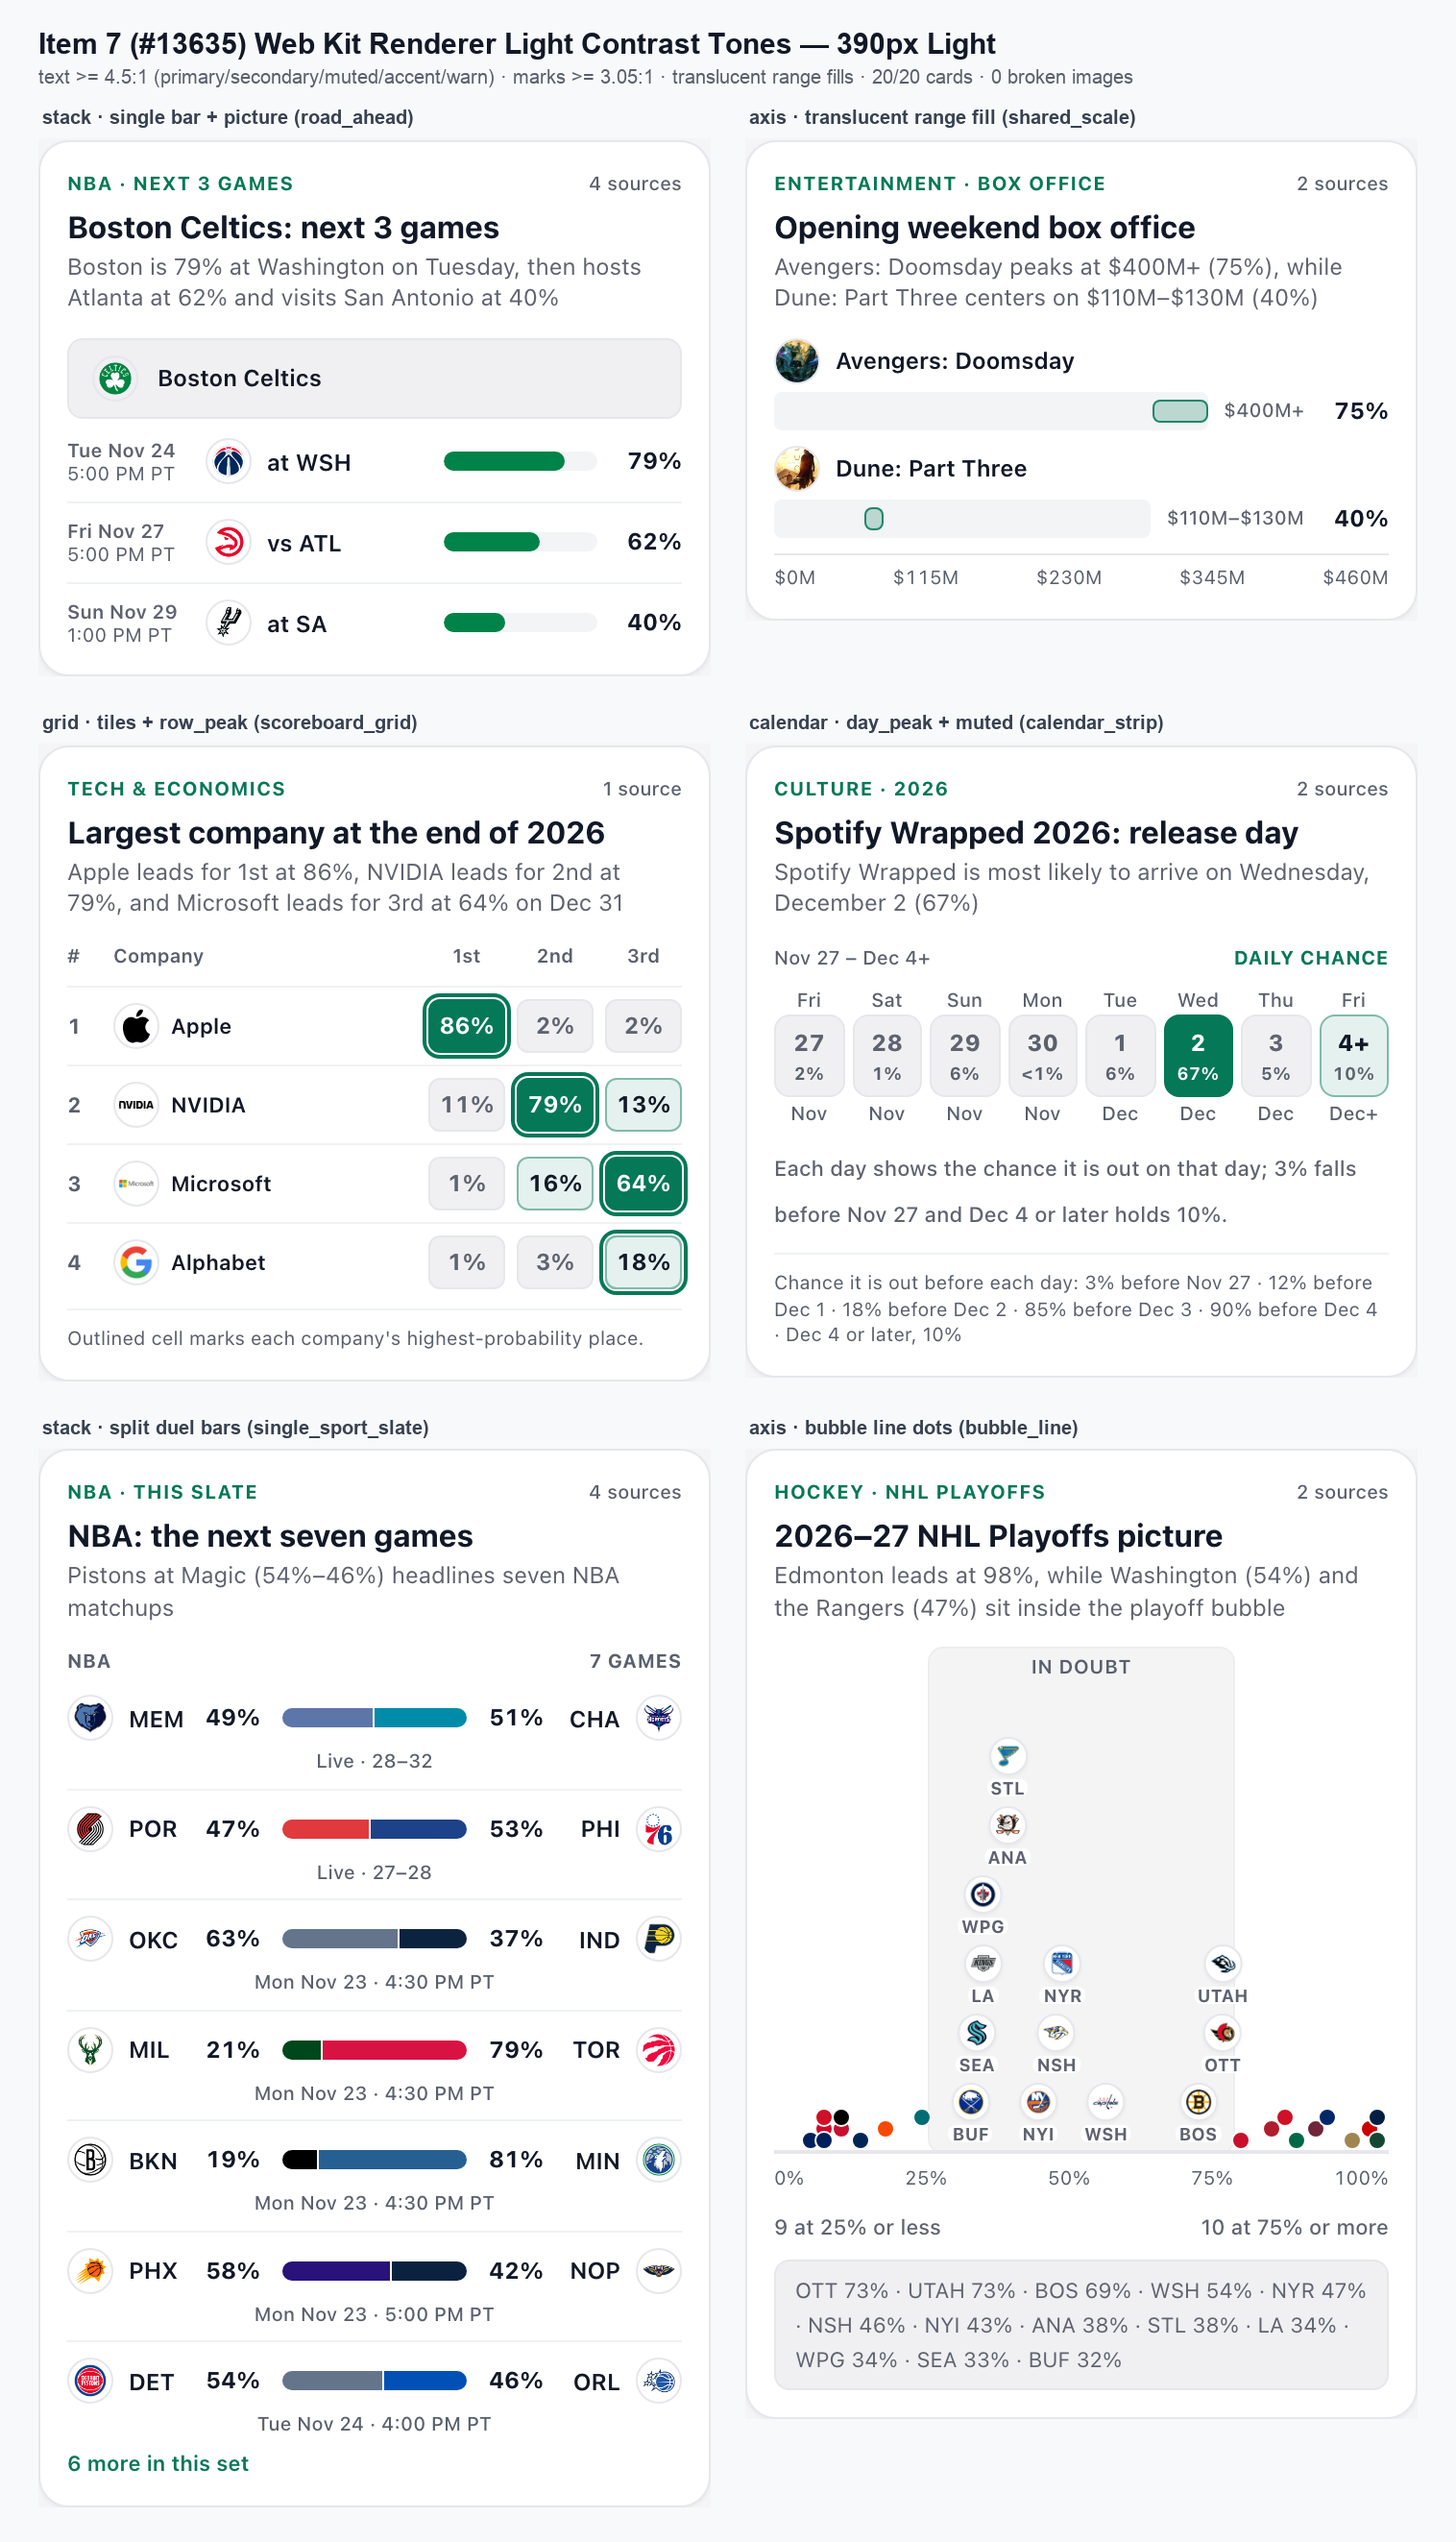 Item 7 (#13635) Web Kit Renderer Light Contrast Tones — 390px Light
text >= 4.5:1 (primary/secondary/muted/accent/warn) · marks >= 3.05:1 · translucent range fills · 20/20 cards · 0 broken images
stack · single bar + picture (road_ahead)
NBA · NEXT 3 GAMES
4 sources
Boston Celtics: next 3 games
Boston is 79% at Washington on Tuesday, then hosts
Atlanta at 62% and visits San Antonio at 40%
Boston Celtics
Tue Nov 24
5:00 PM PT
at WSH
79%
Fri Nov 27
5:00 PM PT
vs ATL
62%
Sun Nov 29
1:00 PM PT
at SA
40%
axis · translucent range fill (shared_scale)
ENTERTAINMENT · BOX OFFICE
2 sources
Opening weekend box office
Avengers: Doomsday peaks at $400M+ (75%), while
Dune: Part Three centers on $110M–$130M (40%)
Avengers: Doomsday
$400M+ 75%
Dune: Part Three
$110M–$130M 40%
$0M $115M $230M $345M $460M
grid · tiles + row_peak (scoreboard_grid)
TECH & ECONOMICS
1 source
Largest company at the end of 2026
Apple leads for 1st at 86%, NVIDIA leads for 2nd at
79%, and Microsoft leads for 3rd at 64% on Dec 31
# Company 1st 2nd 3rd
1 Apple 86% 2% 2%
2 NVIDIA NVIDIA 11% 79% 13%
3 Microsoft Microsoft 1% 16% 64%
4 Alphabet 1% 3% 18%
Outlined cell marks each company's highest-probability place.
calendar · day_peak + muted (calendar_strip)
CULTURE · 2026
2 sources
Spotify Wrapped 2026: release day
Spotify Wrapped is most likely to arrive on Wednesday,
December 2 (67%)
Nov 27 – Dec 4+
DAILY CHANCE
Fri Sat Sun Mon Tue Wed Thu Fri
27 28 29 30 1 2 3 4+
2% 1% 6% <1% 6% 67% 5% 10%
Nov Nov Nov Nov Dec Dec Dec Dec+
Each day shows the chance it is out on that day; 3% falls
before Nov 27 and Dec 4 or later holds 10%.
Chance it is out before each day: 3% before Nov 27 · 12% before
Dec 1 · 18% before Dec 2 · 85% before Dec 3 · 90% before Dec 4
· Dec 4 or later, 10%
stack · split duel bars (single_sport_slate)
NBA · THIS SLATE
4 sources
NBA: the next seven games
Pistons at Magic (54%–46%) headlines seven NBA
matchups
NBA
7 GAMES
MEM 49% 51% CHA
Live · 28–32
POR 47% 53% PHI
Live · 27–28
OKC 63% 37% IND
Mon Nov 23 · 4:30 PM PT
MIL 21% 79% TOR
Mon Nov 23 · 4:30 PM PT
BKN 19% 81% MIN
Mon Nov 23 · 4:30 PM PT
PHX 58% 42% NOP
Mon Nov 23 · 5:00 PM PT
DET 54% 46% ORL
Tue Nov 24 · 4:00 PM PT
6 more in this set
axis · bubble line dots (bubble_line)
HOCKEY · NHL PLAYOFFS
2 sources
2026–27 NHL Playoffs picture
Edmonton leads at 98%, while Washington (54%) and
the Rangers (47%) sit inside the playoff bubble
IN DOUBT
STL
ANA
WPG
LA NYR UTAH
SEA NSH OTT
BUF NYI WSH BOS
0% 25% 50% 75% 100%
9 at 25% or less
10 at 75% or more
OTT 73% · UTAH 73% · BOS 69% · WSH 54% · NYR 47%
· NSH 46% · NYI 43% · ANA 38% · STL 38% · LA 34% ·
WPG 34% · SEA 33% · BUF 32%